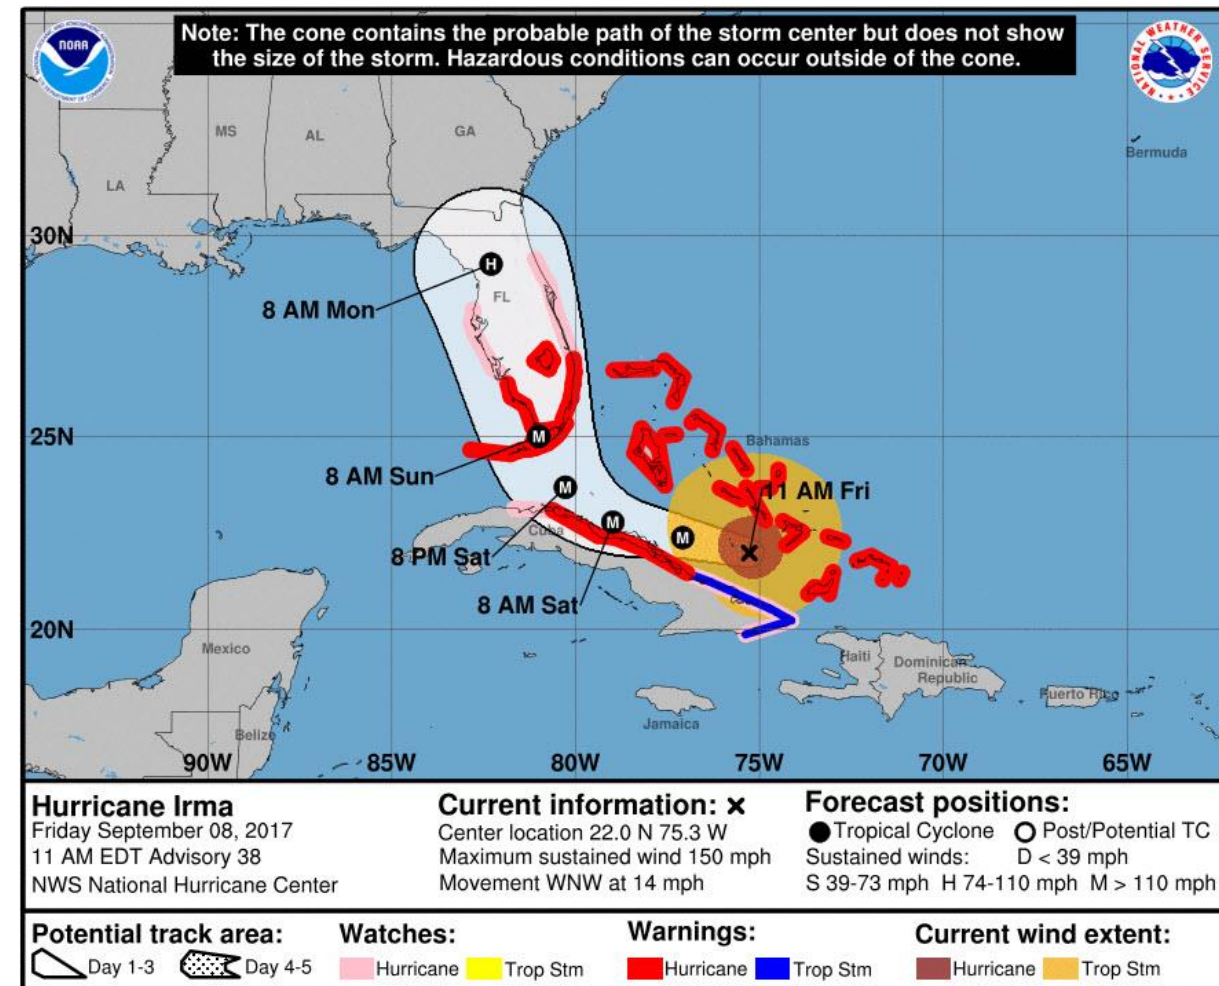 Note: The cone contains the probable path of the storm center but does not show
the size of the storm. Hazardous conditions can occur outside of the cone.
NOAA
NATIONAL WEATHER SERVICE
MS
AL
GA
LA
Bermuda
30N
8 AM Mon
H
FL
25N
M
Bahamas
8 AM Sun
11 AM Fri
M
M
M
Cuba
8 PM Sat
8 AM Sat
20N
Mexico
Haiti
Dominican
Republic
Puerto Rico
Jamaica
Belize
90W
85W
80W
75W
70W
65W
Hurricane Irma
Friday September 08, 2017
11 AM EDT Advisory 38
NWS National Hurricane Center
Current information: ×
Center location 22.0 N 75.3 W
Maximum sustained wind 150 mph
Movement WNW at 14 mph
Forecast positions:
Tropical Cyclone Post/Potential TC
Sustained winds: D < 39 mph
S 39-73 mph H 74-110 mph M > 110 mph
Potential track area:
Day 1-3 Day 4-5
Watches:
Hurricane Trop Stm
Warnings:
Hurricane Trop Stm
Current wind extent:
Hurricane Trop Stm